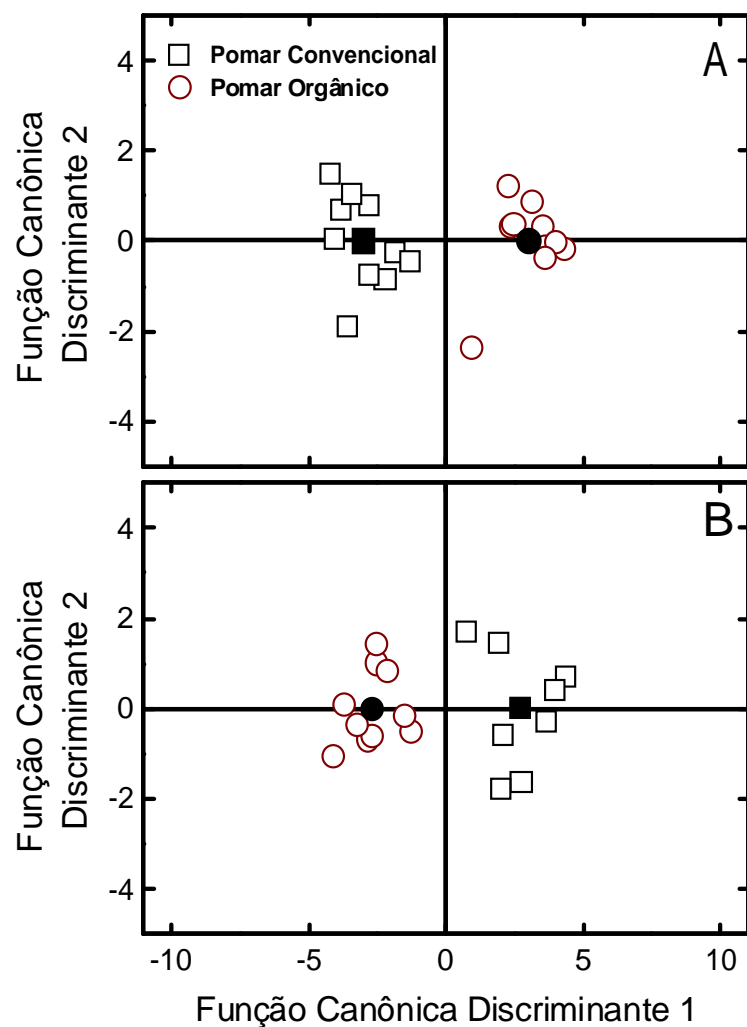 Pomar Convencional
Pomar Orgânico
A
4
2
0
-2
-4
Função Canônica
Discriminante 2
B
4
2
0
-2
-4
Função Canônica
Discriminante 2
-10 -5 0 5 10
Função Canônica Discriminante 1